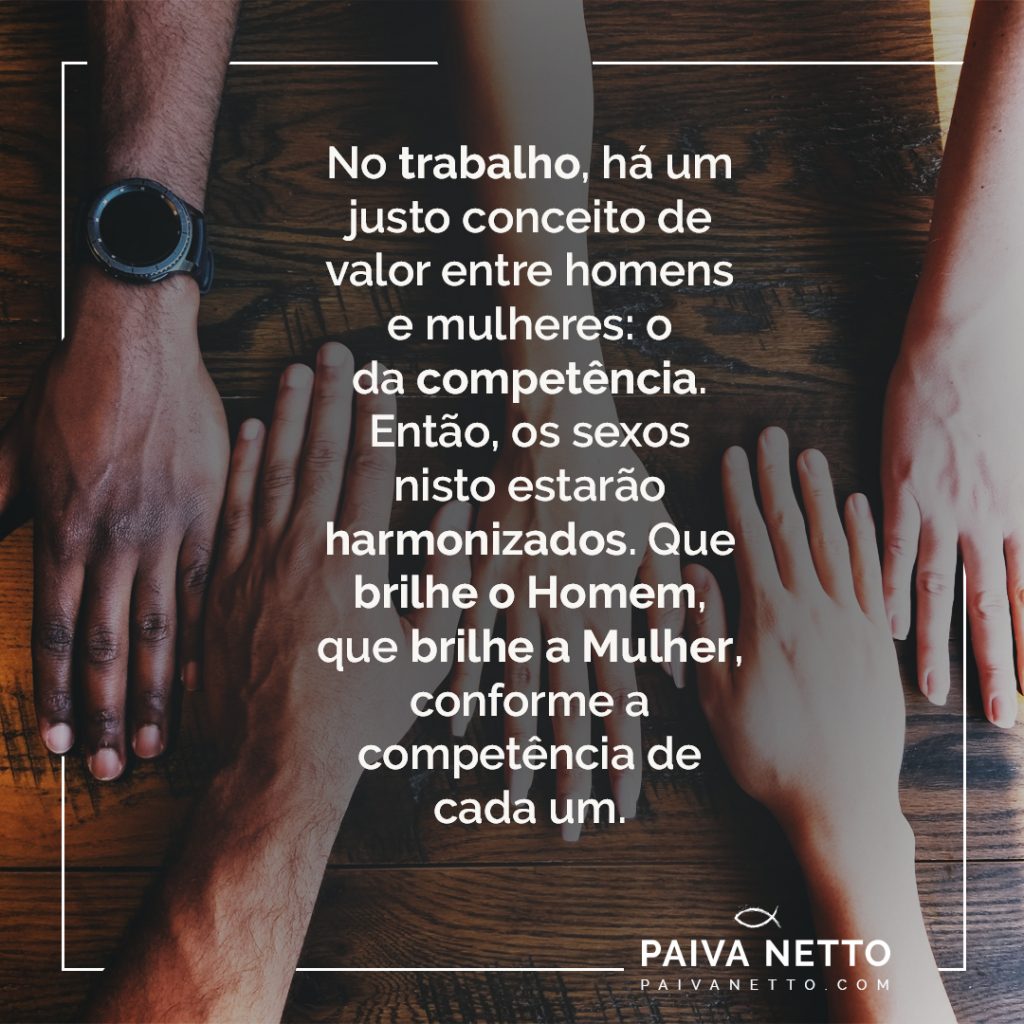 No trabalho, há um
justo conceito de
valor entre homens
e mulheres: o
da competência.
Então, os sexos
nisto estarão
harmonizados. Que
brilhe o Homem,
que brilhe a Mulher,
conforme a
competência de
cada um.
PAIVA NETTO
PAIVANETTO.COM